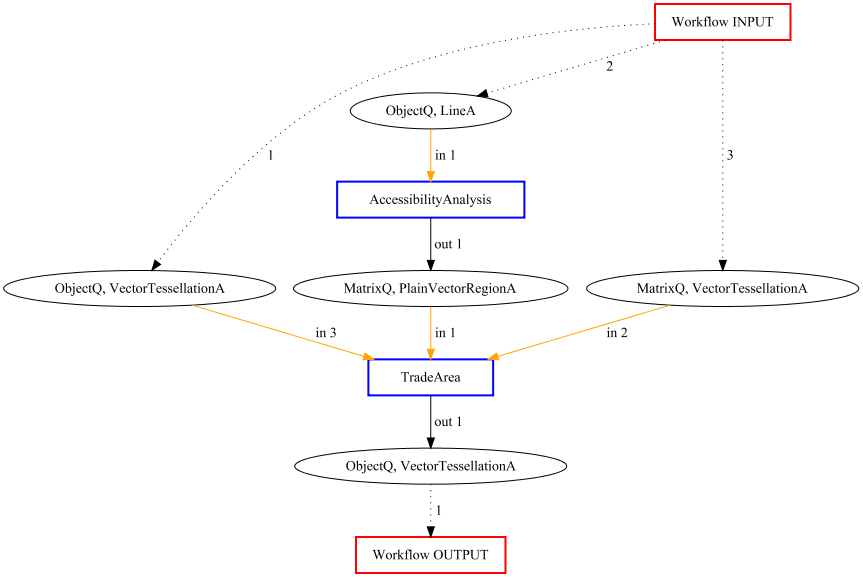 Workflow INPUT
2
ObjectQ, LineA
1
in 1
3
AccessibilityAnalysis
out 1
ObjectQ, VectorTessellationA
MatrixQ, PlainVectorRegionA
MatrixQ, VectorTessellationA
in 3
in 1
in 2
TradeArea
out 1
ObjectQ, VectorTessellationA
1
Workflow OUTPUT